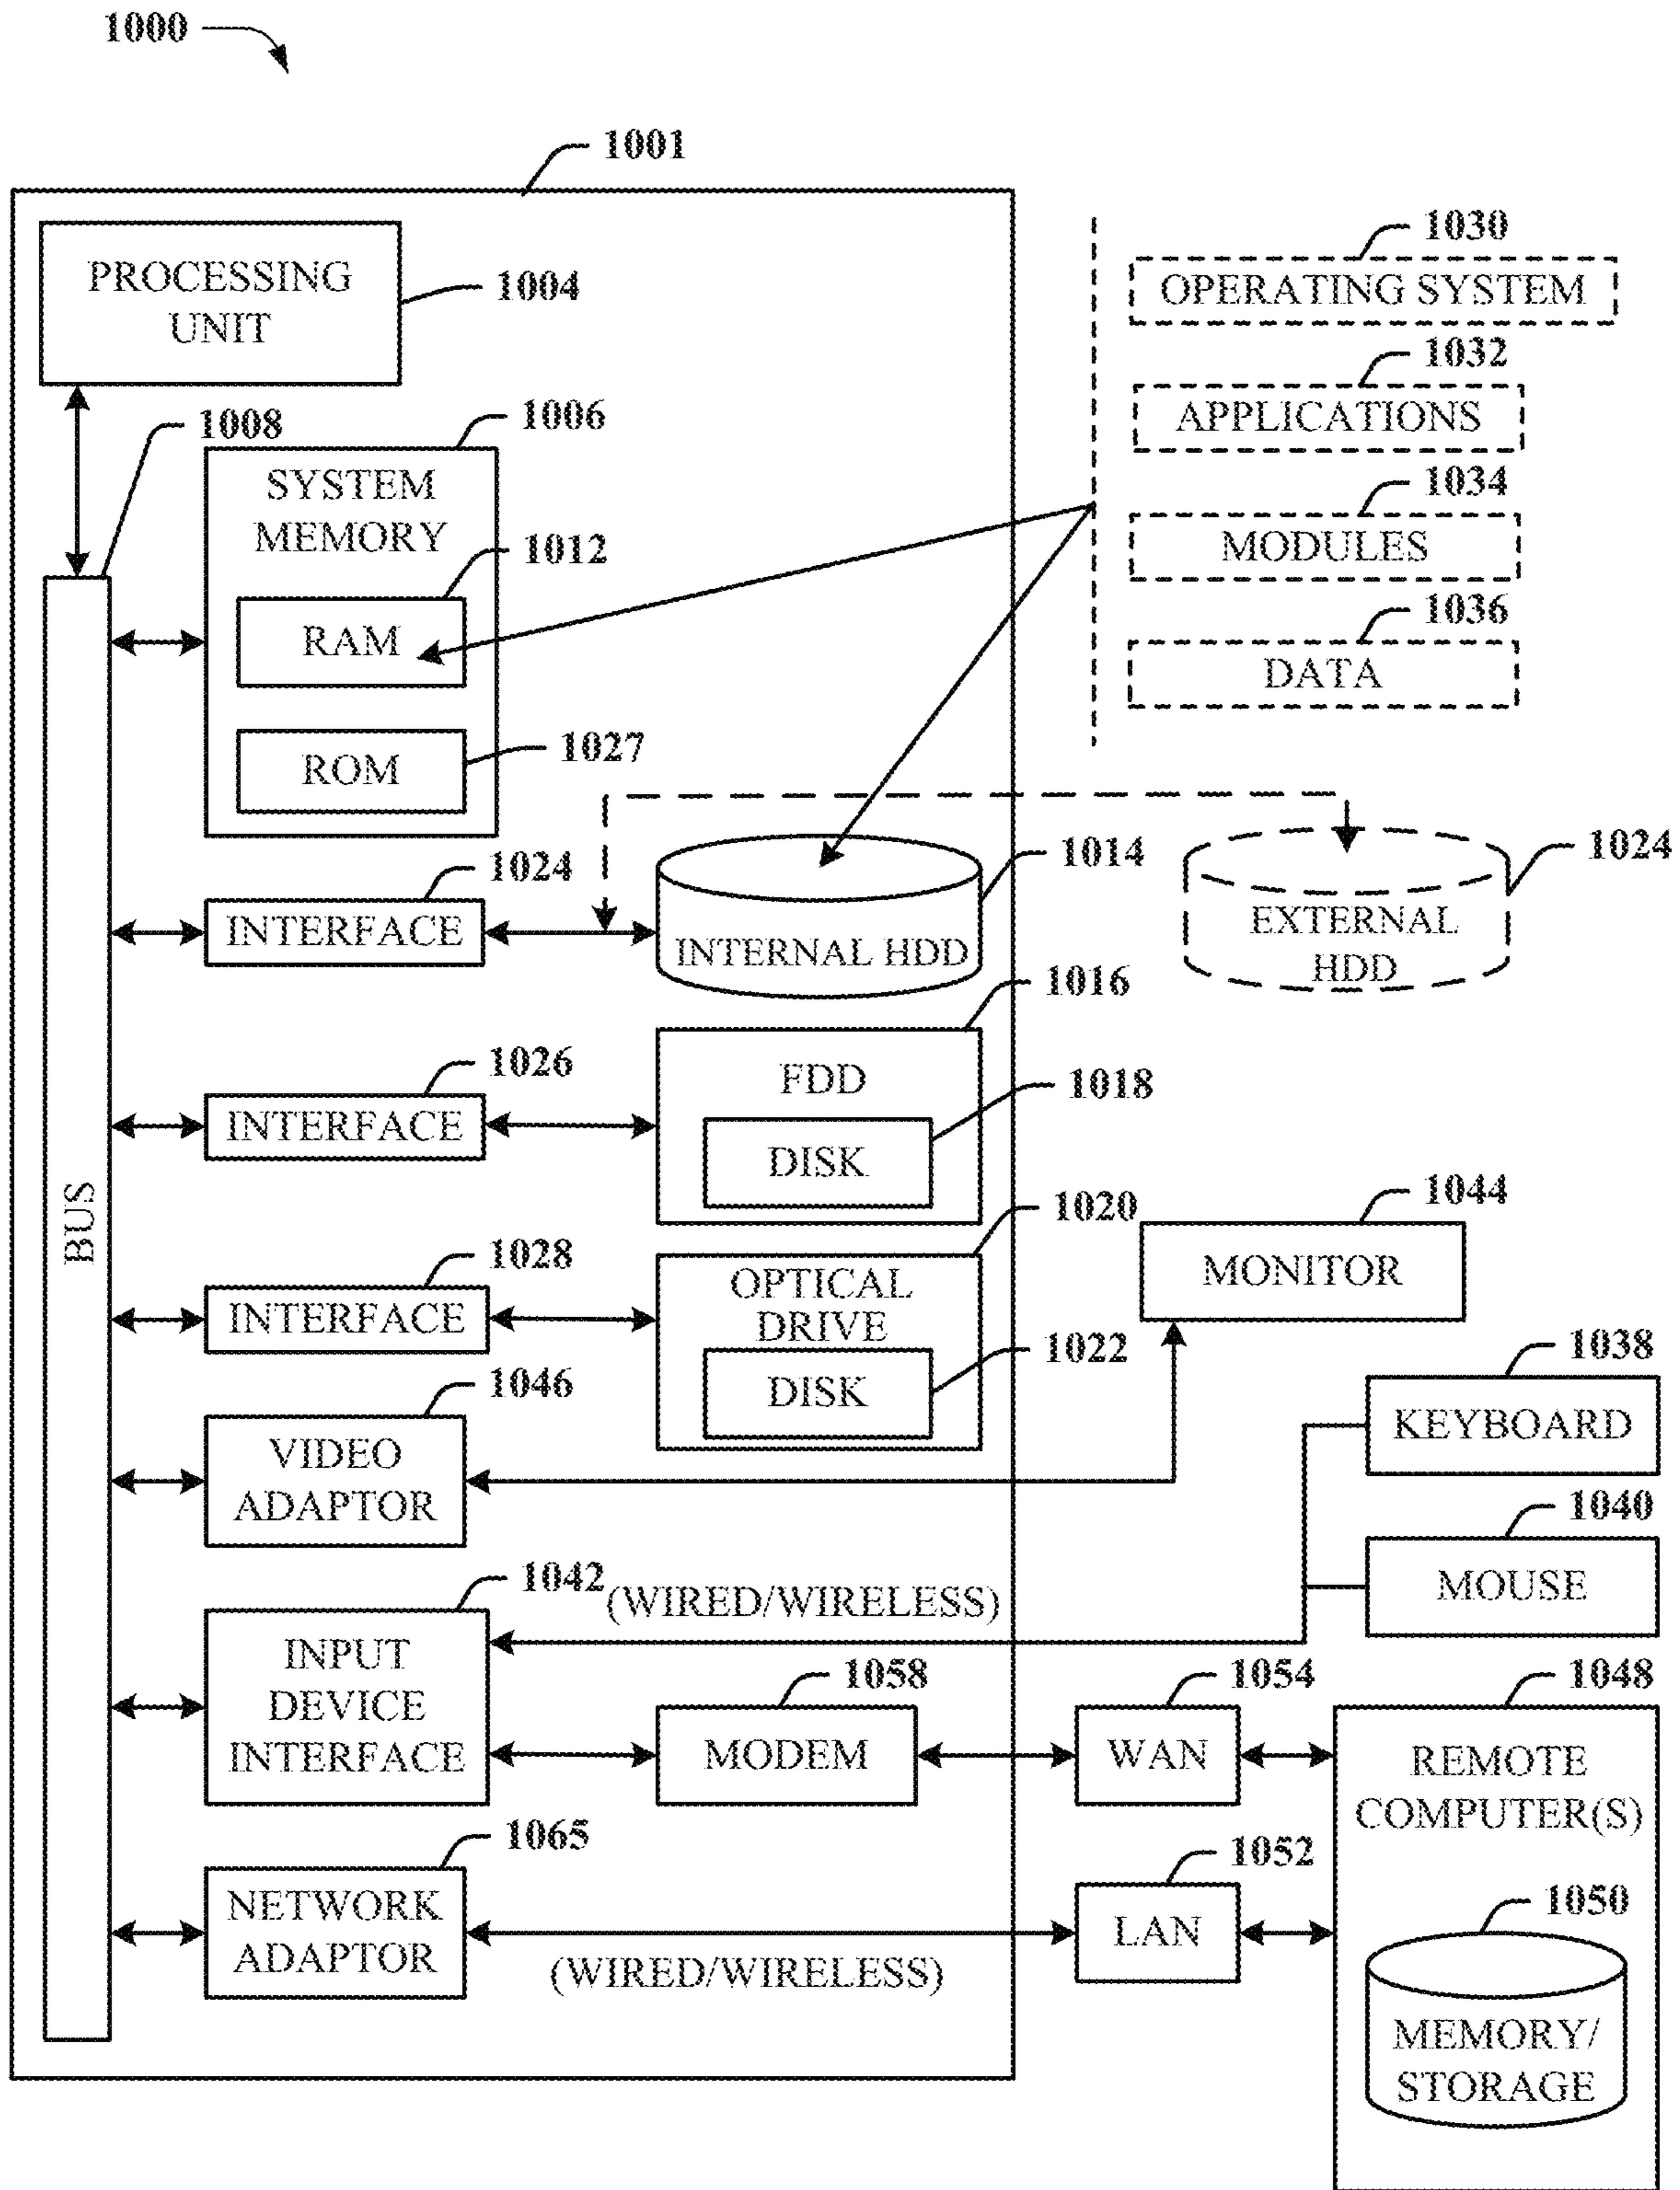 1000
1001
PROCESSING
UNIT
1004
1030
OPERATING SYSTEM
1032
APPLICATIONS
1034
MODULES
1036
DATA
1008
1006
SYSTEM
MEMORY
1012
RAM
1027
ROM
BUS
1024
INTERFACE
1014
INTERNAL HDD
1024
EXTERNAL
HDD
1026
INTERFACE
1016
FDD
1018
DISK
1028
INTERFACE
1020
OPTICAL
DRIVE
1022
DISK
1044
MONITOR
1046
VIDEO
ADAPTOR
1038
KEYBOARD
1040
MOUSE
1042
(WIRED/WIRELESS)
INPUT
DEVICE
INTERFACE
1058
MODEM
1054
WAN
1048
REMOTE
COMPUTER(S)
1065
NETWORK
ADAPTOR
(WIRED/WIRELESS)
1052
LAN
1050
MEMORY/
STORAGE